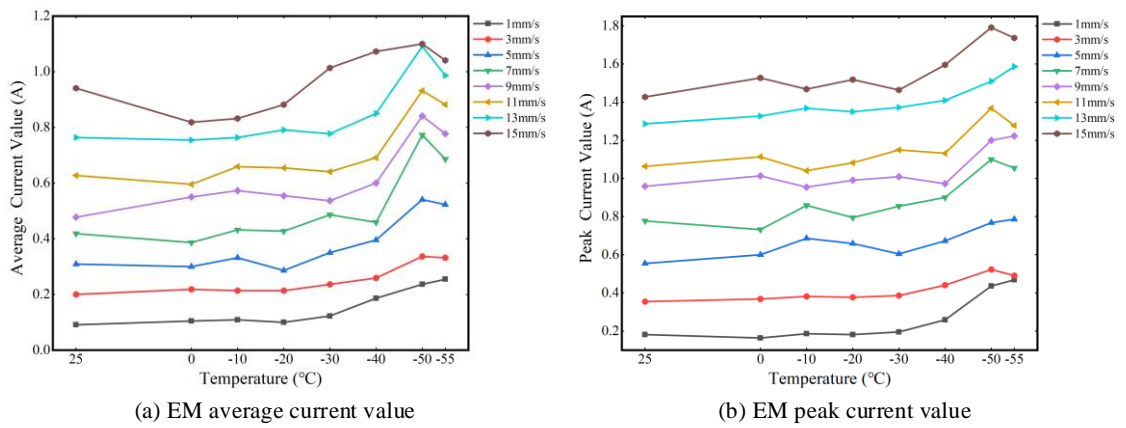 1.2
1.0
0.8
0.6
0.4
0.2
0.0
Average Current Value (A)
25 0 -10 -20 -30 -40 -50 -55
Temperature (℃)
1mm/s
3mm/s
5mm/s
7mm/s
9mm/s
11mm/s
13mm/s
15mm/s
(a) EM average current value
1.8
1.6
1.4
1.2
1.0
0.8
0.6
0.4
0.2
Peak Current Value (A)
25 0 -10 -20 -30 -40 -50 -55
Temperature (℃)
1mm/s
3mm/s
5mm/s
7mm/s
9mm/s
11mm/s
13mm/s
15mm/s
(b) EM peak current value